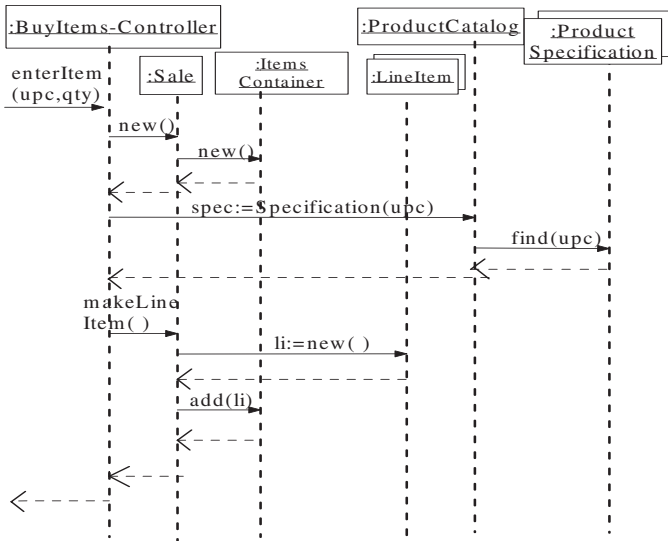 :BuyItems-Controller
:ProductCatalog
:Product
Specification
:Sale
:Items
Container
:LineItem
enterItem
(upc,qty)
new()
new()
spec:=Specification(upc)
find(upc)
makeLine
Item( )
li:=new( )
add(li)